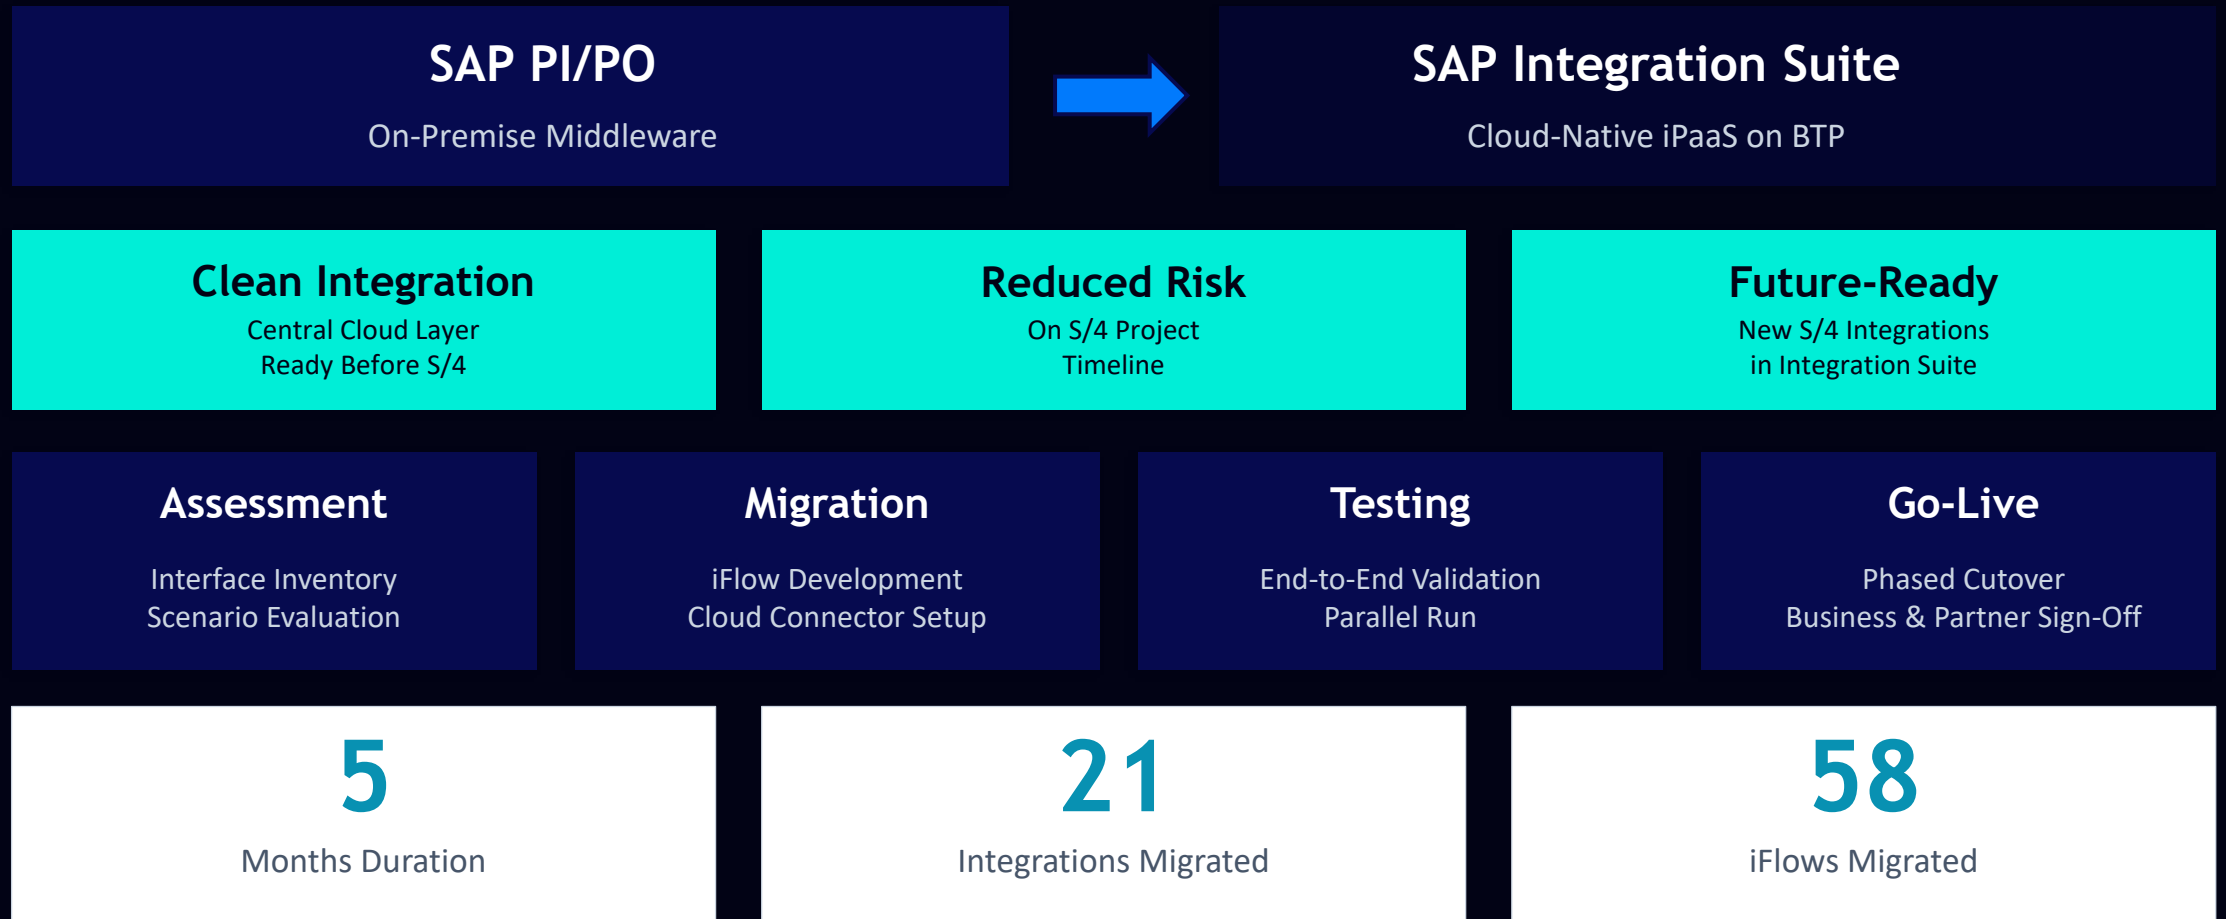 SAP PI/PO
On-Premise Middleware
SAP Integration Suite
Cloud-Native iPaaS on BTP
Clean Integration
Central Cloud Layer
Ready Before S/4
Reduced Risk
On S/4 Project
Timeline
Future-Ready
New S/4 Integrations
in Integration Suite
Assessment
Interface Inventory
Scenario Evaluation
Migration
iFlow Development
Cloud Connector Setup
Testing
End-to-End Validation
Parallel Run
Go-Live
Phased Cutover
Business & Partner Sign-Off
5
Months Duration
21
Integrations Migrated
58
iFlows Migrated